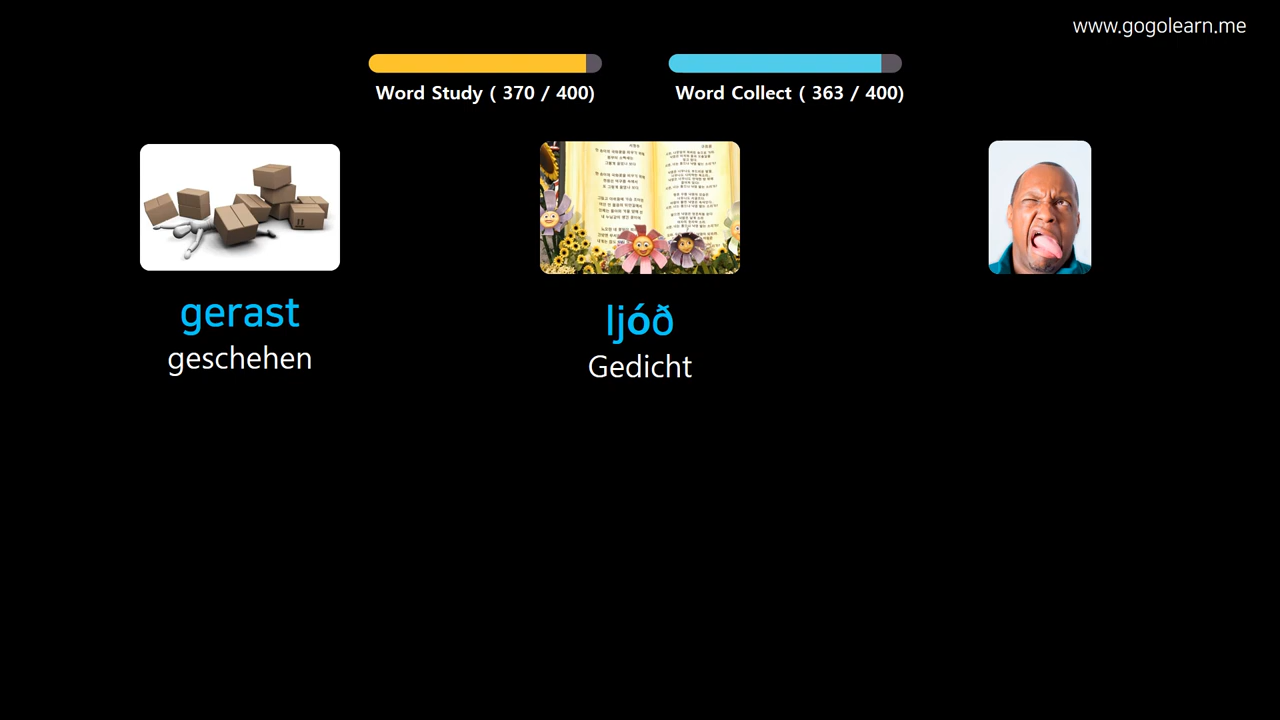 www.gogolearn.me
Word Study ( 370 / 400)
Word Collect ( 363 / 400)
gerast
geschehen
ljóð
Gedicht